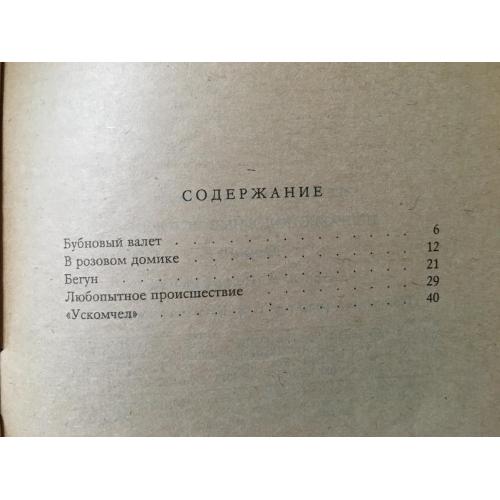 СОДЕРЖАНИЕ
Бубновый валет . . . . . . . . . . . . . . . 6
В розовом домике . . . . . . . . . . . . . . 12
Бегун . . . . . . . . . . . . . . . . . . . 21
Любопытное происшествие . . . . . . . . . . 29
«Ускомчел» . . . . . . . . . . . . . . . . . 40